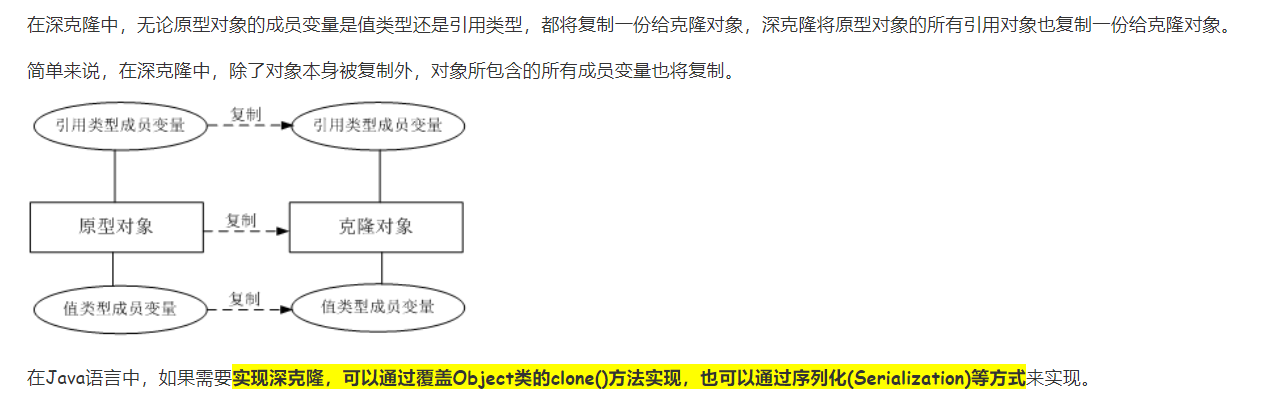 在深克隆中，无论原型对象的成员变量是值类型还是引用类型，都将复制一份给克隆对象，深克隆将原型对象的所有引用对象也复制一份给克隆对象。
简单来说，在深克隆中，除了对象本身被复制外，对象所包含的所有成员变量也将复制。
引用类型成员变量 复制 引用类型成员变量
原型对象 复制 克隆对象
值类型成员变量 复制 值类型成员变量
在Java语言中，如果需要实现深克隆，可以通过覆盖Object类的clone()方法实现，也可以通过序列化(Serialization)等方式来实现。